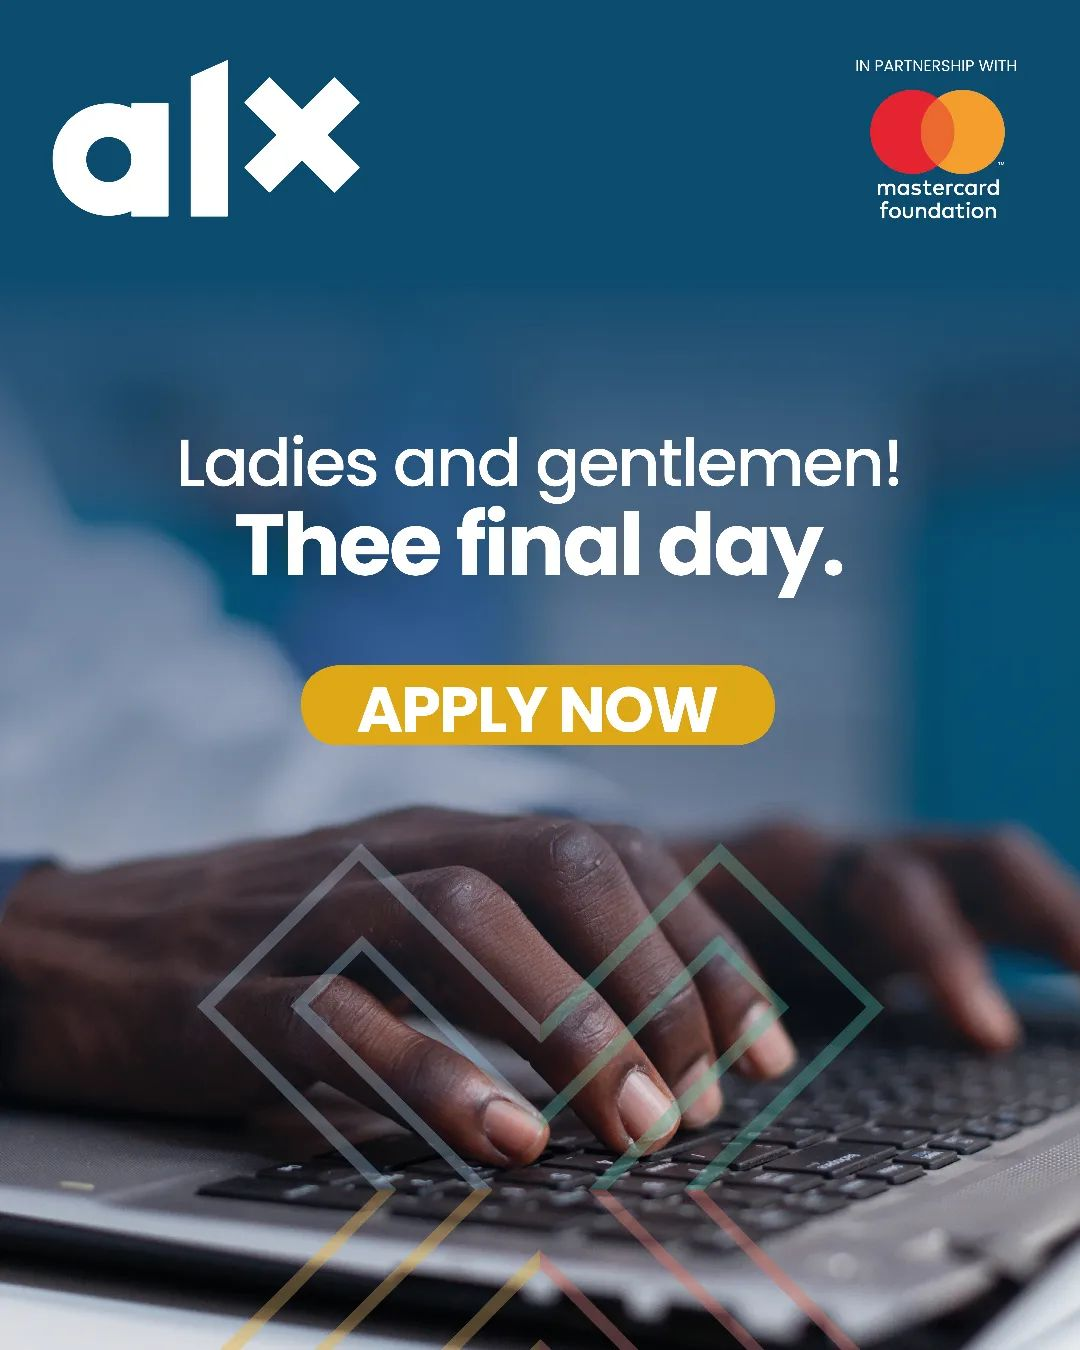 alx
IN PARTNERSHIP WITH
mastercard
foundation
Ladies and gentlemen!
Thee final day.
APPLY NOW